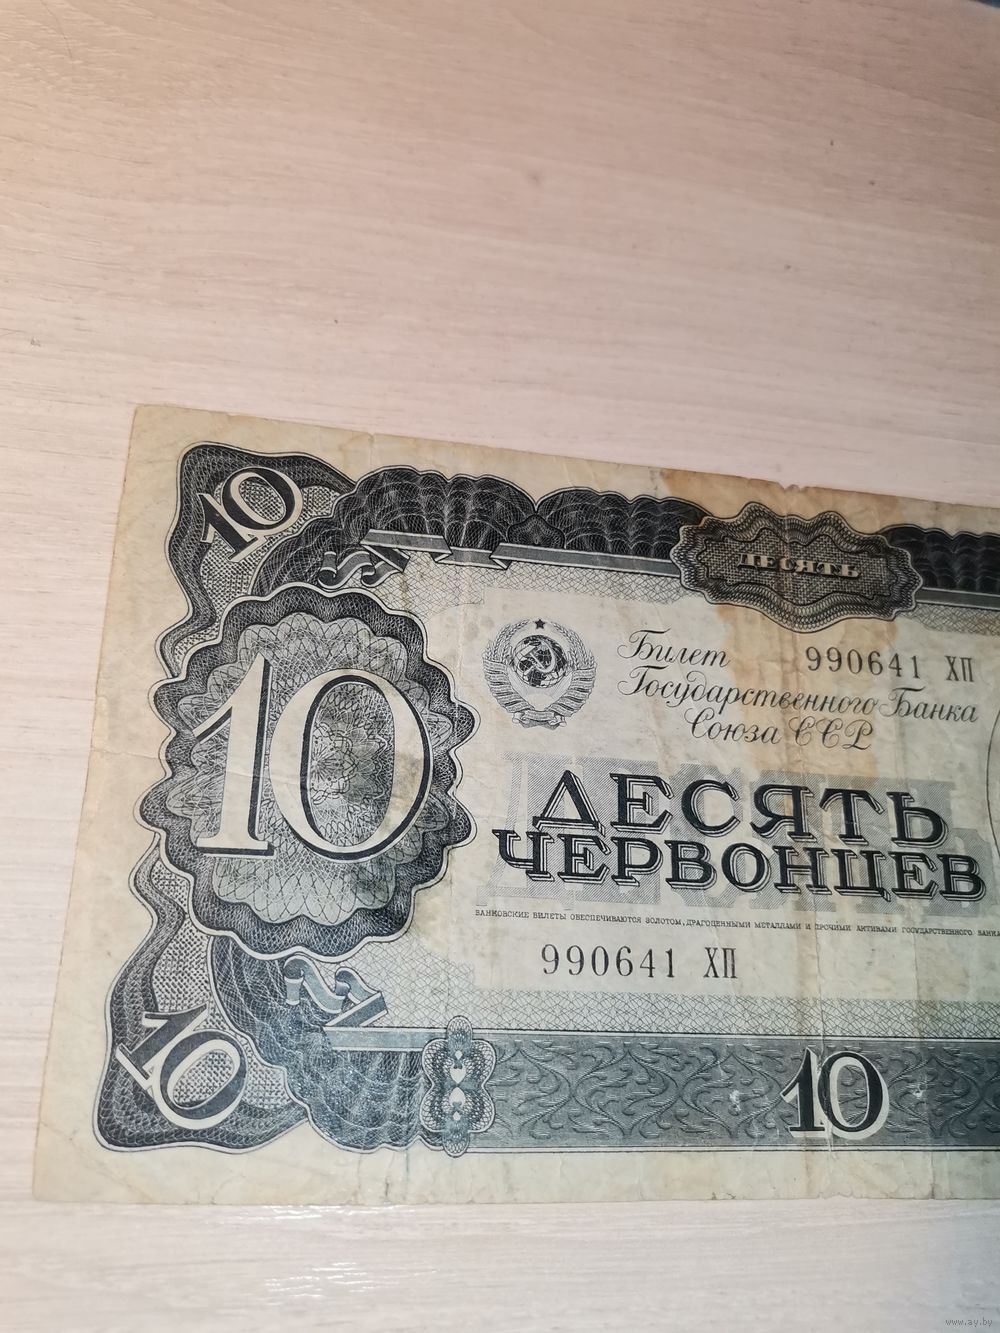 10
ДЕСЯТЬ
Билет 990641 ХП
Государственного Банка
Союза ССР
10
ДЕСЯТЬ
ЧЕРВОНЦЕВ
БАНКОВСКИЕ БИЛЕТЫ ОБЕСПЕЧИВАЮТСЯ ЗОЛОТОМ, ДРАГОЦЕННЫМИ МЕТАЛЛАМИ И ПРОЧИМИ АКТИВАМИ ГОСУДАРСТВЕННОГО БАНКА
990641 ХП
10
10
www.ay.by